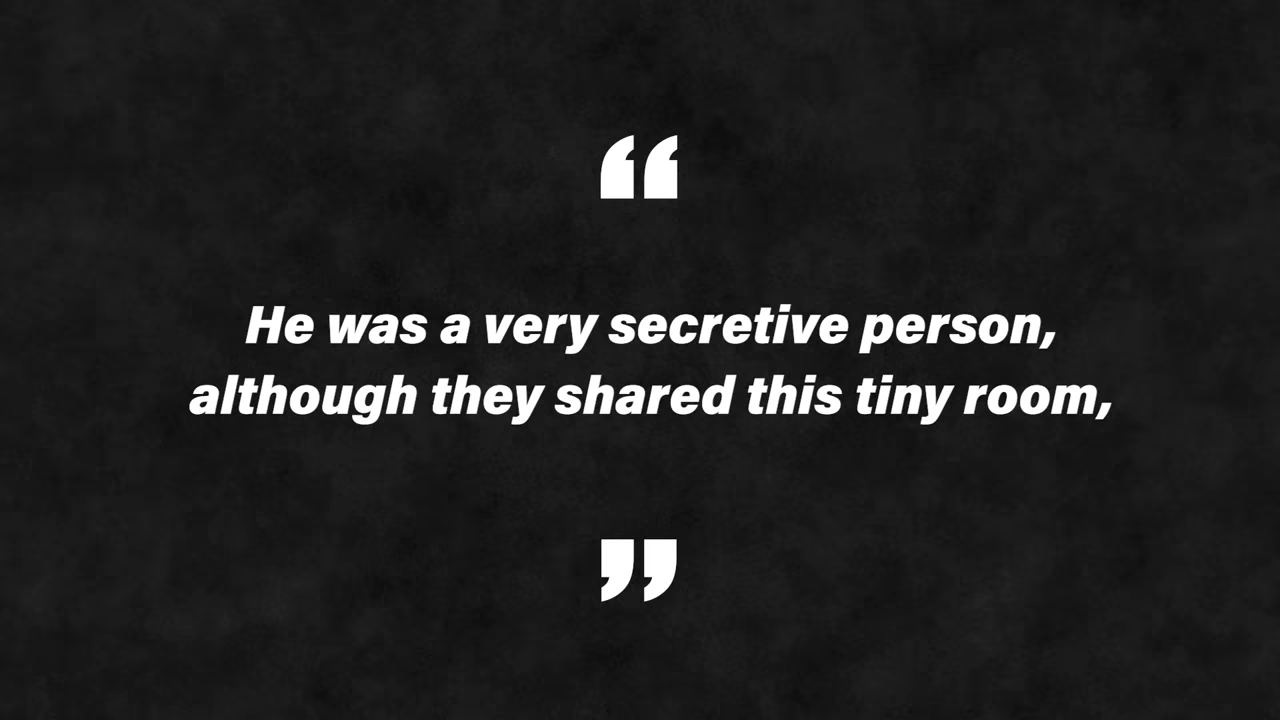 “
He was a very secretive person,
although they shared this tiny room,
”